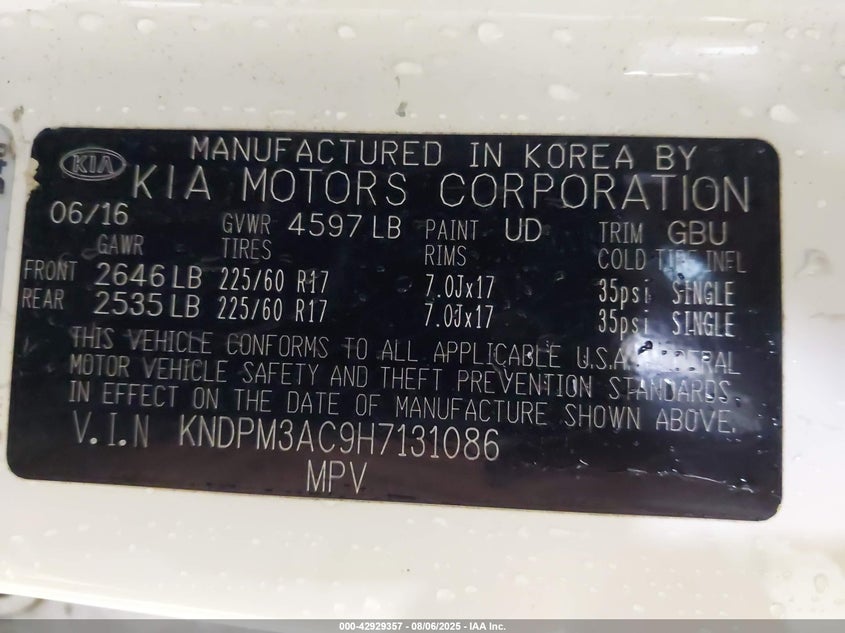 MANUFACTURED IN KOREA BY
KIA
KIA MOTORS CORPORATION
06/16 GVWR 4597 LB PAINT UD TRIM GBU
GAWR TIRES RIMS COLD TIRE INFL
FRONT 2646 LB 225/60 R17 7.0Jx17 35psi SINGLE
REAR 2535 LB 225/60 R17 7.0Jx17 35psi SINGLE
THIS VEHICLE CONFORMS TO ALL APPLICABLE U.S.A. FEDERAL
MOTOR VEHICLE SAFETY AND THEFT PREVENTION STANDARDS
IN EFFECT ON THE DATE OF MANUFACTURE SHOWN ABOVE.
V.I.N KNDPM3AC9H7131086
MPV
000-42929357 - 08/06/2025 - IAA Inc.